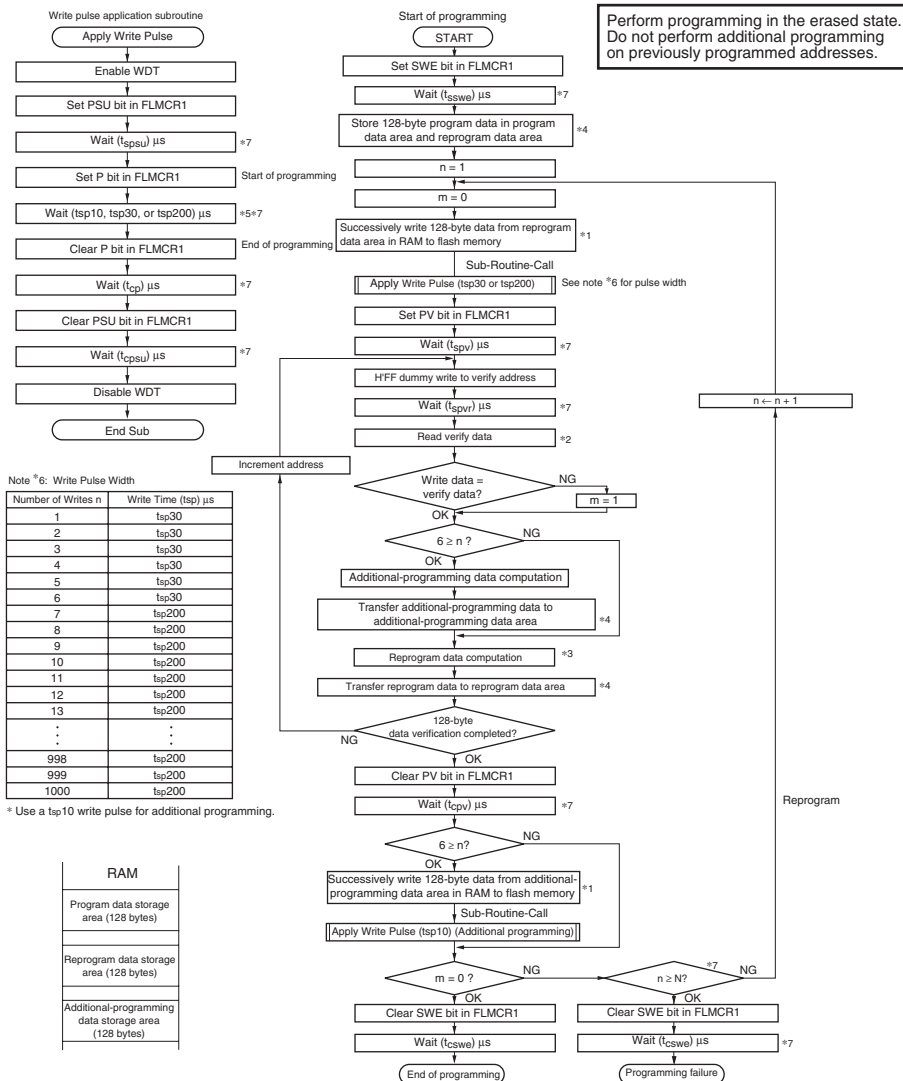 Write pulse application subroutine
Apply Write Pulse
Enable WDT
Set PSU bit in FLMCR1
Wait (tspsu) μs
*7
Set P bit in FLMCR1
Start of programming
Wait (tsp10, tsp30, or tsp200) μs
*5*7
Clear P bit in FLMCR1
End of programming
Wait (tcp) μs
*7
Clear PSU bit in FLMCR1
Wait (tcpsu) μs
*7
Disable WDT
End Sub
Note *6: Write Pulse Width
Number of Writes n Write Time (tsp) μs
1 tsp30
2 tsp30
3 tsp30
4 tsp30
5 tsp30
6 tsp30
7 tsp200
8 tsp200
9 tsp200
10 tsp200
11 tsp200
12 tsp200
13 tsp200
998 tsp200
999 tsp200
1000 tsp200
* Use a tsp10 write pulse for additional programming.
RAM
Program data storage
area (128 bytes)
Reprogram data storage
area (128 bytes)
Additional-programming
data storage area
(128 bytes)
Start of programming
START
Set SWE bit in FLMCR1
Wait (tsswe) μs
*7
Store 128-byte program data in program
data area and reprogram data area
*4
n = 1
m = 0
Successively write 128-byte data from reprogram
data area in RAM to flash memory
*1
Sub-Routine-Call
Apply Write Pulse (tsp30 or tsp200)
See note *6 for pulse width
Set PV bit in FLMCR1
Wait (tspv) μs
*7
H'FF dummy write to verify address
Wait (tspvr) μs
*7
Read verify data
*2
Increment address
Write data =
verify data?
NG
m = 1
OK
6 ≥ n ?
NG
OK
Additional-programming data computation
Transfer additional-programming data to
additional-programming data area
*4
Reprogram data computation
*3
Transfer reprogram data to reprogram data area
*4
128-byte
data verification completed?
NG
OK
Clear PV bit in FLMCR1
Wait (tcpv) μs
*7
6 ≥ n?
NG
OK
Successively write 128-byte data from additional-
programming data area in RAM to flash memory
*1
Sub-Routine-Call
Apply Write Pulse (tsp10) (Additional programming)
m = 0 ?
NG
OK
Clear SWE bit in FLMCR1
Wait (tcswe) μs
End of programming
n ≥ N?
*7
NG
OK
Clear SWE bit in FLMCR1
Wait (tcswe) μs
*7
Programming failure
n ← n + 1
Reprogram
Perform programming in the erased state.
Do not perform additional programming
on previously programmed addresses.